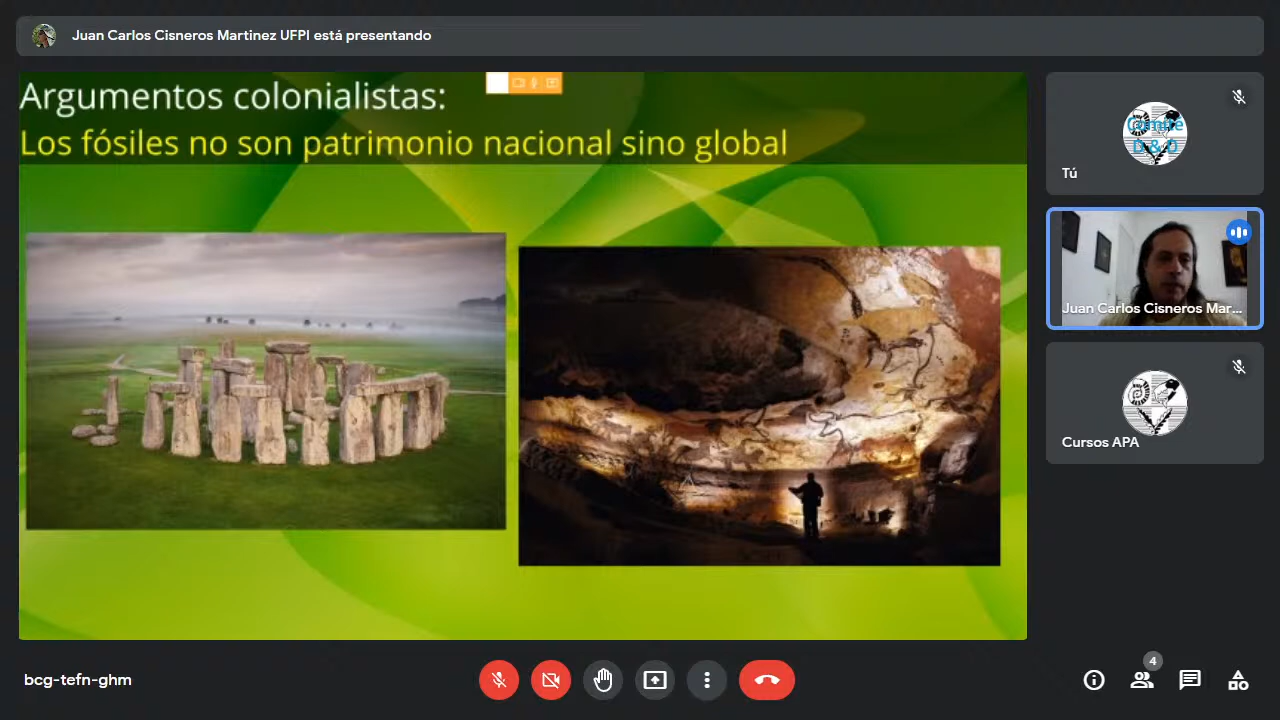 Juan Carlos Cisneros Martinez UFPI está presentando
Argumentos colonialistas:
Los fósiles no son patrimonio nacional sino global
Comite
D & D
Tú
Juan Carlos Cisneros Mar...
Cursos APA
bcg-tefn-ghm
4